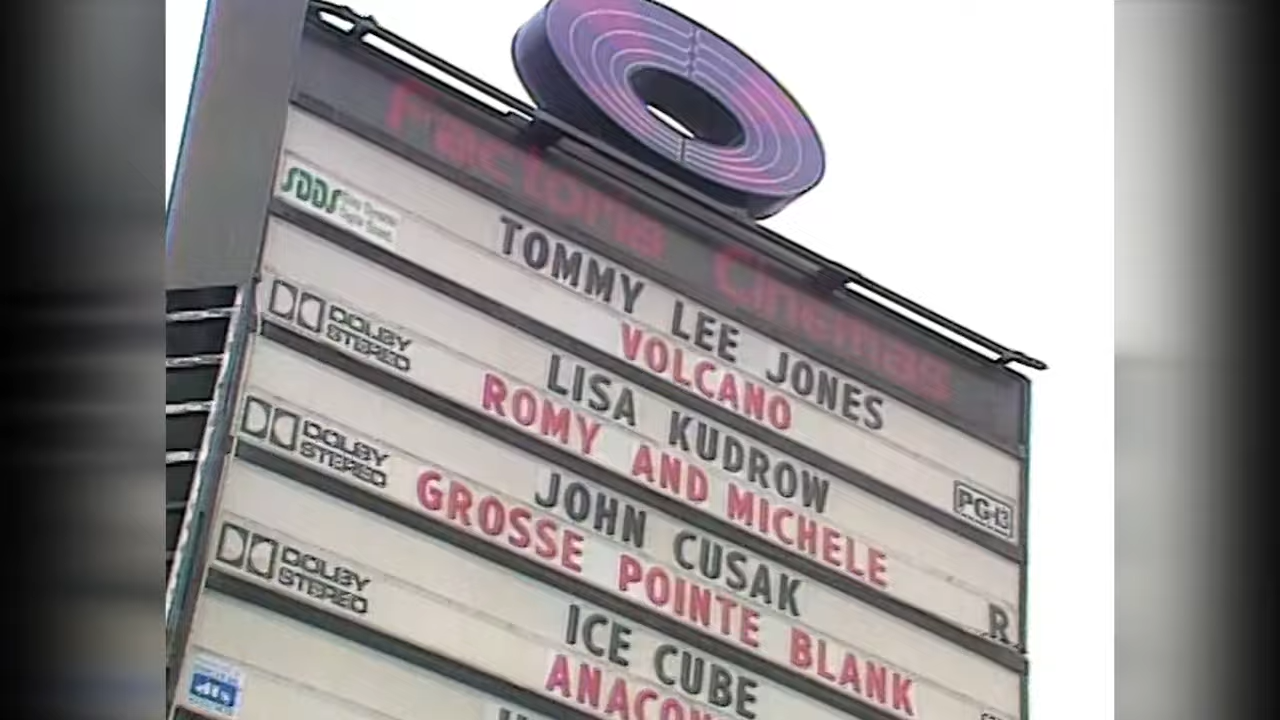 Factoria Cinemas
SDDS
TOMMY LEE JONES
VOLCANO
PG-13
DOLBY
STEREO
LISA KUDROW
ROMY AND MICHELE
R
DOLBY
STEREO
JOHN CUSAK
GROSSE POINTE BLANK
DOLBY
STEREO
ICE CUBE
ANACON
dts